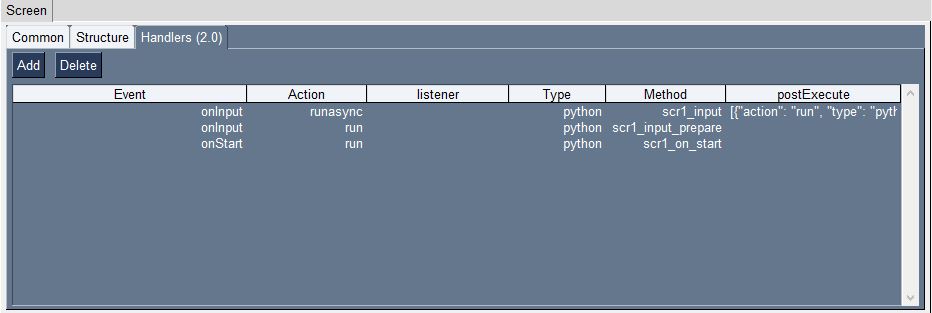 Screen
Common Structure Handlers (2.0)
Add Delete
Event Action listener Type Method postExecute
onInput runasync python scr1_input [{"action": "run", "type": "pyth
onInput run python scr1_input_prepare
onStart run python scr1_on_start